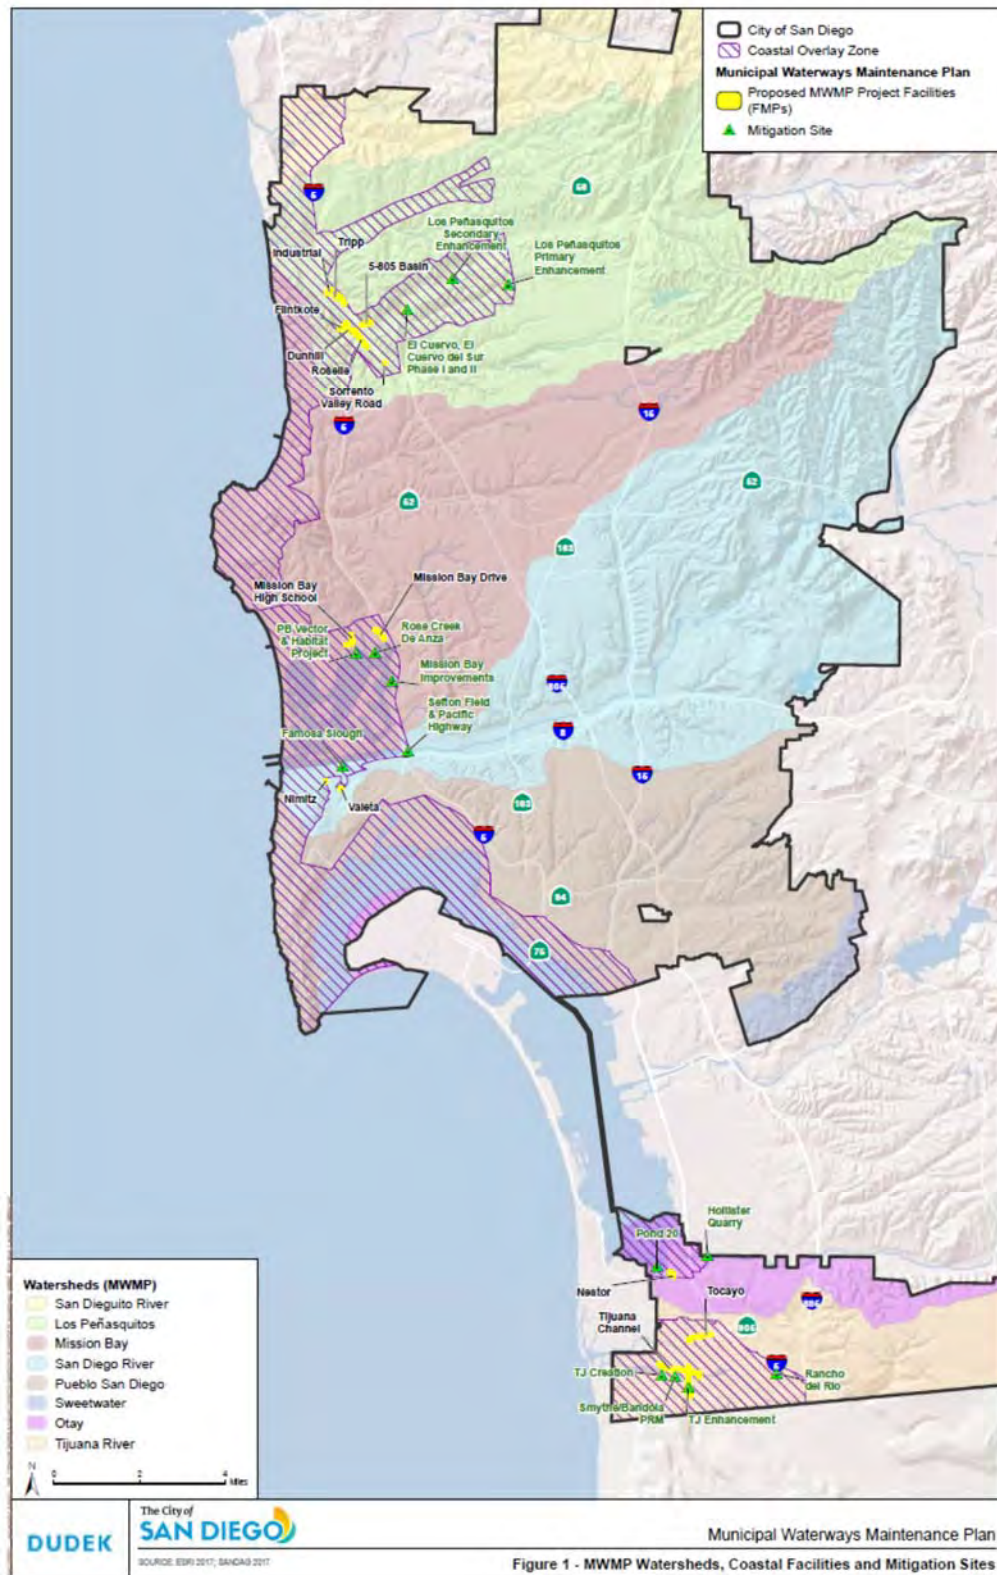 City of San Diego
Coastal Overlay Zone
Municipal Waterways Maintenance Plan
Proposed MWMP Project Facilities
(FMPs)
Mitigation Site
5
Los Peñasquitos
Secondary
Enhancement
Tripp
Industrial
5-805 Basin
Los Peñasquitos
Primary
Enhancement
Flintkote
Dunhill
Roselle
El Cuervo, El
Cuervo del Sur
Phase I and II
Sorrento
Valley Road
5
15
52
52
163
Mission Bay
High School
Mission Bay Drive
PB Vector
& Habitat
Project
Rose Creek
De Anza
Mission Bay
Improvements
805
Sefton Field
& Pacific
Highway
8
Famosa Slough
15
Nimitz
Valeta
163
5
94
75
Hollister
Quarry
Pond 20
Nestor
Tocayo
Tijuana
Channel
905
5
TJ Creation
Rancho
del Rio
Smythe/Bandola
PRM
TJ Enhancement
Watersheds (MWMP)
San Dieguito River
Los Peñasquitos
Mission Bay
San Diego River
Pueblo San Diego
Sweetwater
Otay
Tijuana River
N
0 2 4
Miles
DUDEK
The City of
SAN DIEGO
SOURCE: ESRI 2017; SANDAG 2017
Municipal Waterways Maintenance Plan
Figure 1 - MWMP Watersheds, Coastal Facilities and Mitigation Sites